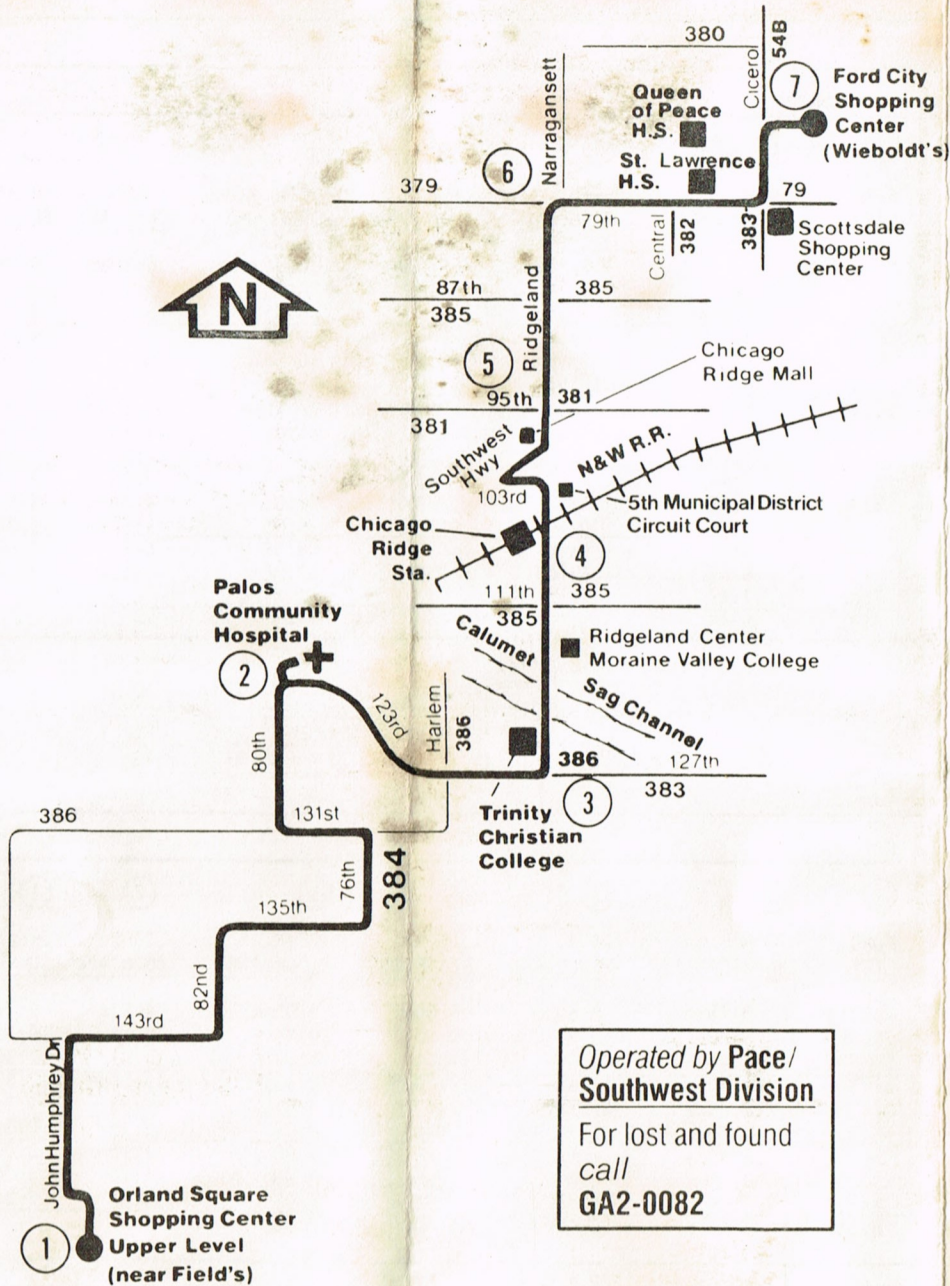 380
Cicero
54B
7
Ford City
Shopping
Center
(Wieboldt's)
Narragansett
Queen
of Peace
H.S.
St. Lawrence
H.S.
6
379
79
79th
Central
382
383
Scottsdale
Shopping
Center
N
87th
385
385
Ridgeland
5
Chicago
Ridge Mall
95th
381
381
Southwest
Hwy
N&W R.R.
103rd
5th Municipal District
Circuit Court
Chicago
Ridge
Sta.
4
111th
385
385
Palos
Community
Hospital
2
Calumet
Ridgeland Center
Moraine Valley College
Sag Channel
123rd
Harlem
386
80th
386
127th
383
3
386
131st
Trinity
Christian
College
76th
384
135th
82nd
143rd
John Humphrey Dr
Operated by Pace/
Southwest Division
For lost and found
call
GA2-0082
Orland Square
Shopping Center
Upper Level
(near Field's)
1